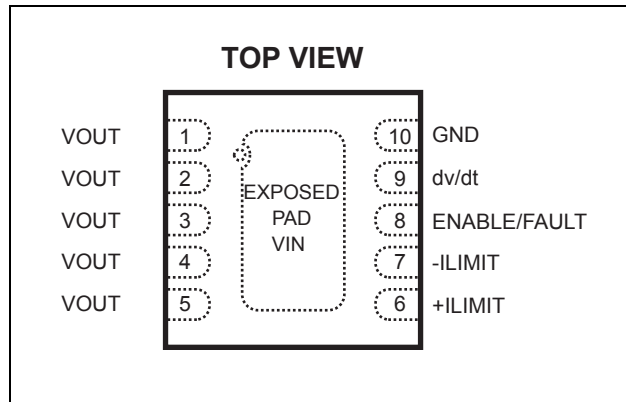 TOP VIEW
VOUT 1 10 GND
VOUT 2 9 dv/dt
EXPOSED
VOUT 3 PAD 8 ENABLE/FAULT
VIN
VOUT 4 7 -ILIMIT
VOUT 5 6 +ILIMIT